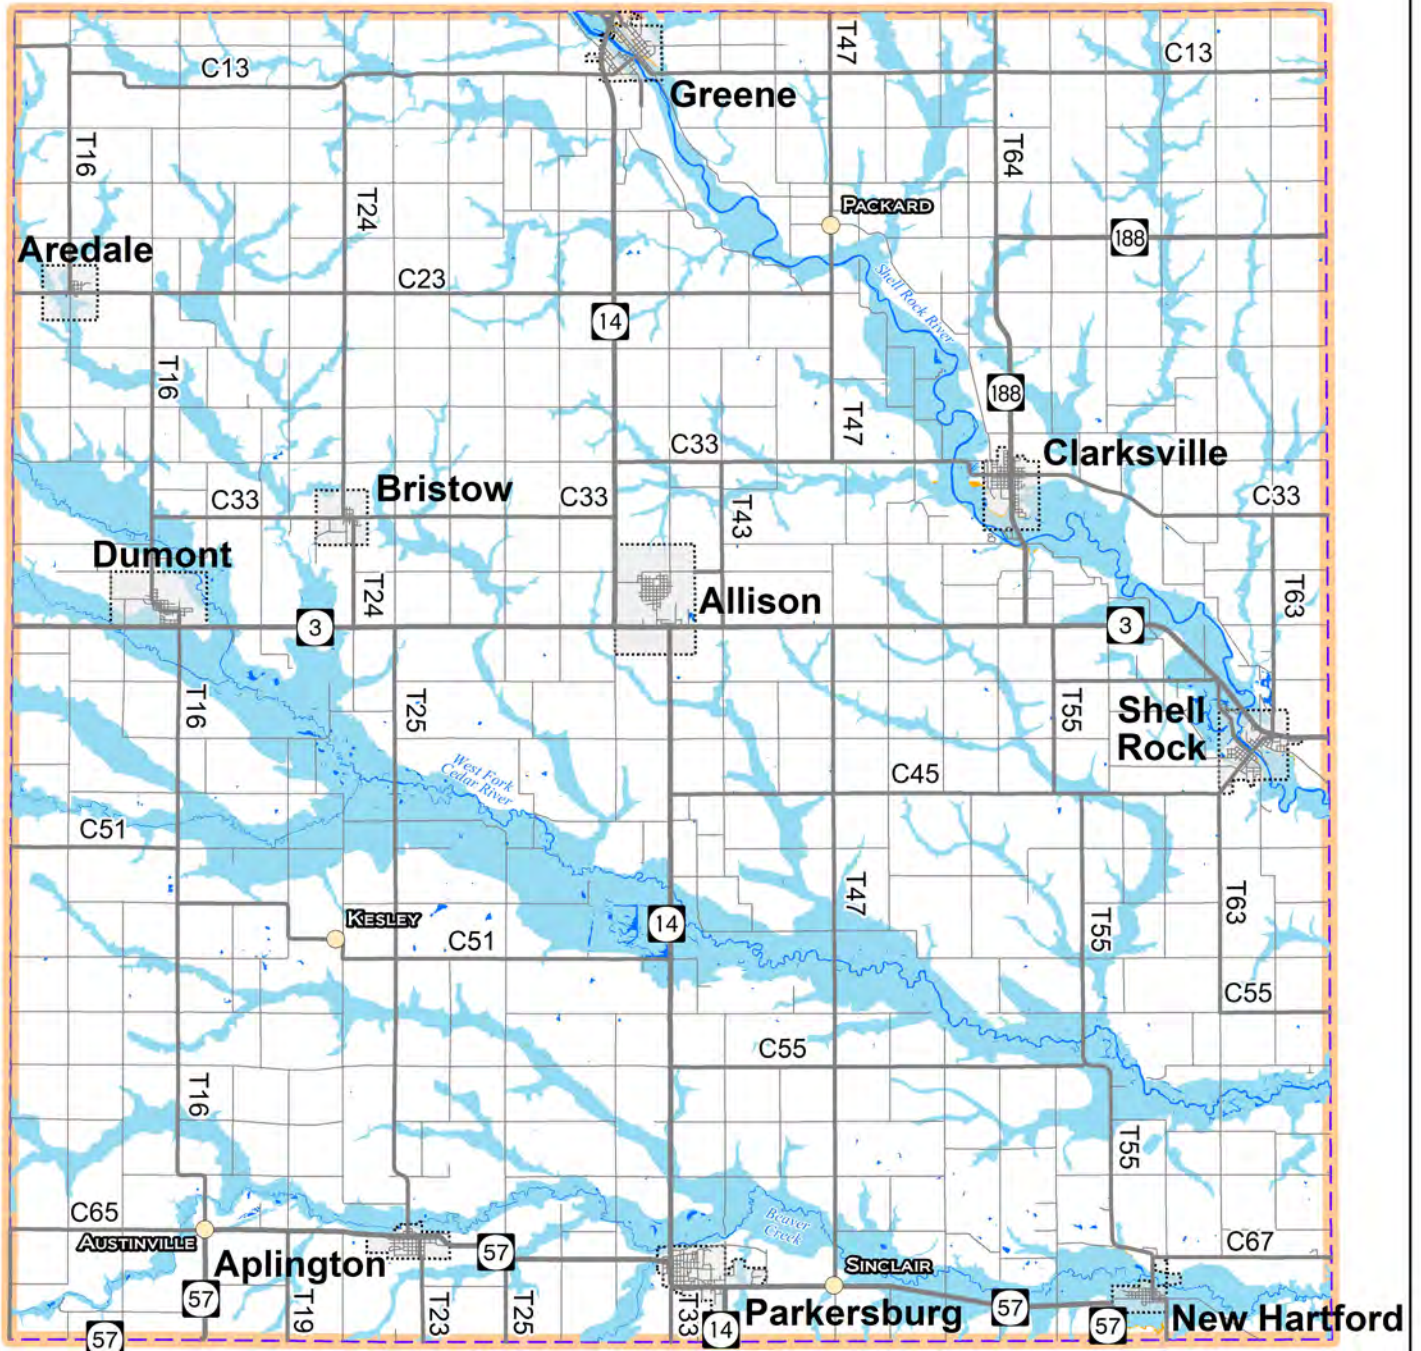 T47
C13
C13
Greene
T16
T64
T24
PACKARD
188
Aredale
C23
Shell Rock River
14
T16
188
T47
C33
Clarksville
Bristow
C33
C33
C33
T43
Dumont
T24
Allison
T63
3
3
T16
T25
T55
Shell
Rock
West Fork
Cedar River
C45
C51
T47
T63
KESLEY
14
T55
C51
C55
C55
T16
T55
C65
Beaver
Creek
AUSTINVILLE
57
C67
Aplington
SINCLAIR
57
T19
T23
T25
T33
14
Parkersburg
57
57
New Hartford
57